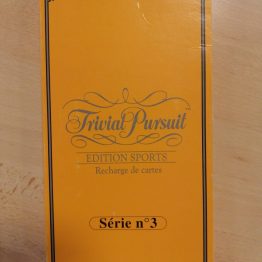 Trivial Pursuit
EDITION SPORTS
Recharge de cartes
Série n°3